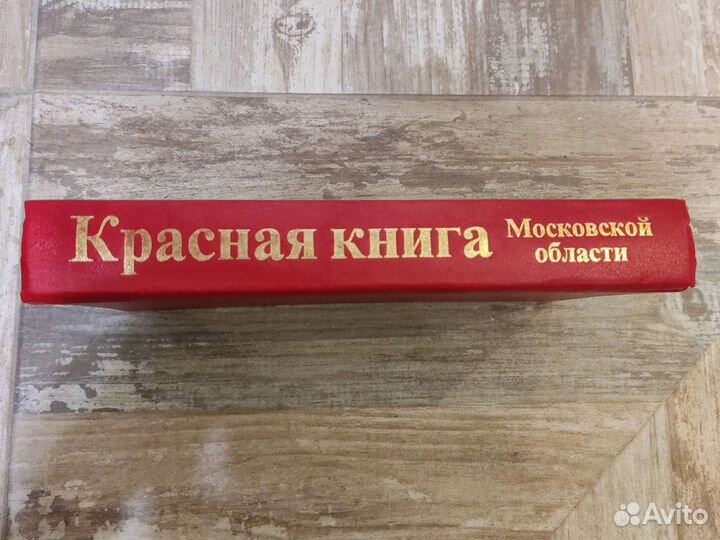 Красная книга
Московской
области
Avito